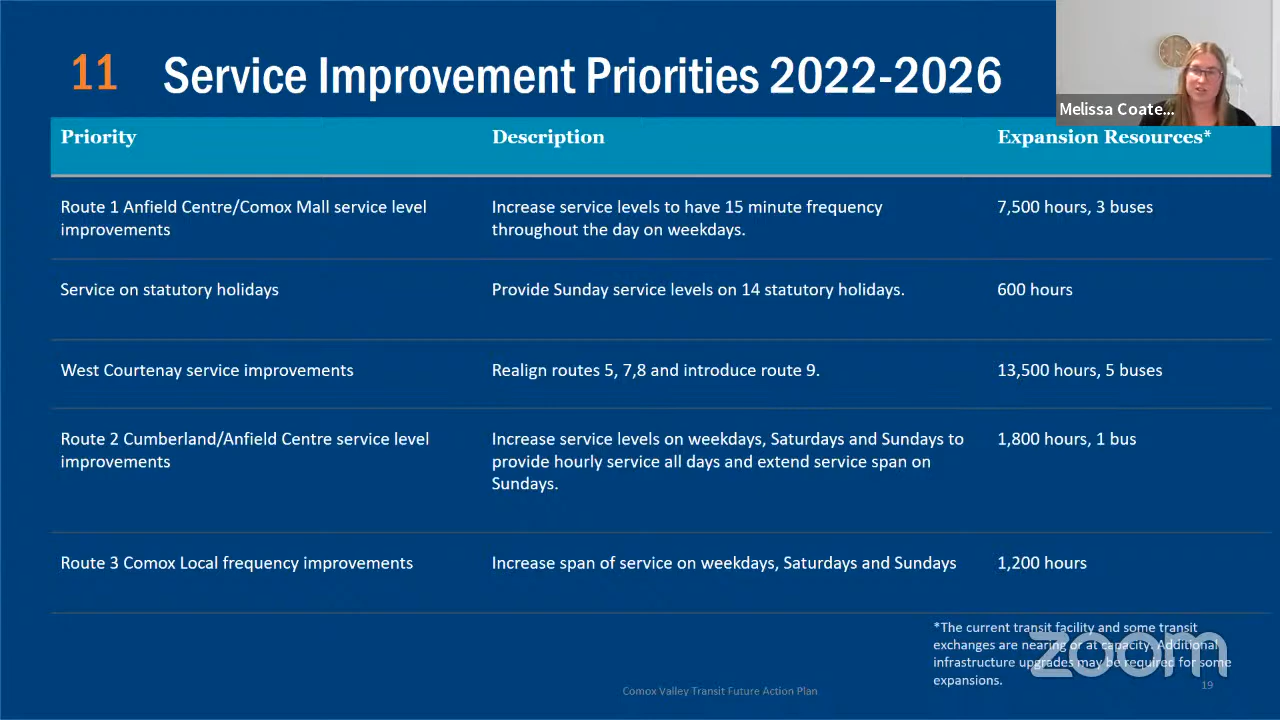 11 Service Improvement Priorities 2022-2026
Melissa Coate...
Priority Description Expansion Resources*
Route 1 Anfield Centre/Comox Mall service level
improvements
Increase service levels to have 15 minute frequency
throughout the day on weekdays.
7,500 hours, 3 buses
Service on statutory holidays
Provide Sunday service levels on 14 statutory holidays.
600 hours
West Courtenay service improvements
Realign routes 5, 7,8 and introduce route 9.
13,500 hours, 5 buses
Route 2 Cumberland/Anfield Centre service level
improvements
Increase service levels on weekdays, Saturdays and Sundays to
provide hourly service all days and extend service span on
Sundays.
1,800 hours, 1 bus
Route 3 Comox Local frequency improvements
Increase span of service on weekdays, Saturdays and Sundays
1,200 hours
*The current transit facility and some transit
exchanges are nearing or at capacity. Additional
infrastructure upgrades may be required for some
expansions.
zoom
Comox Valley Transit Future Action Plan
19